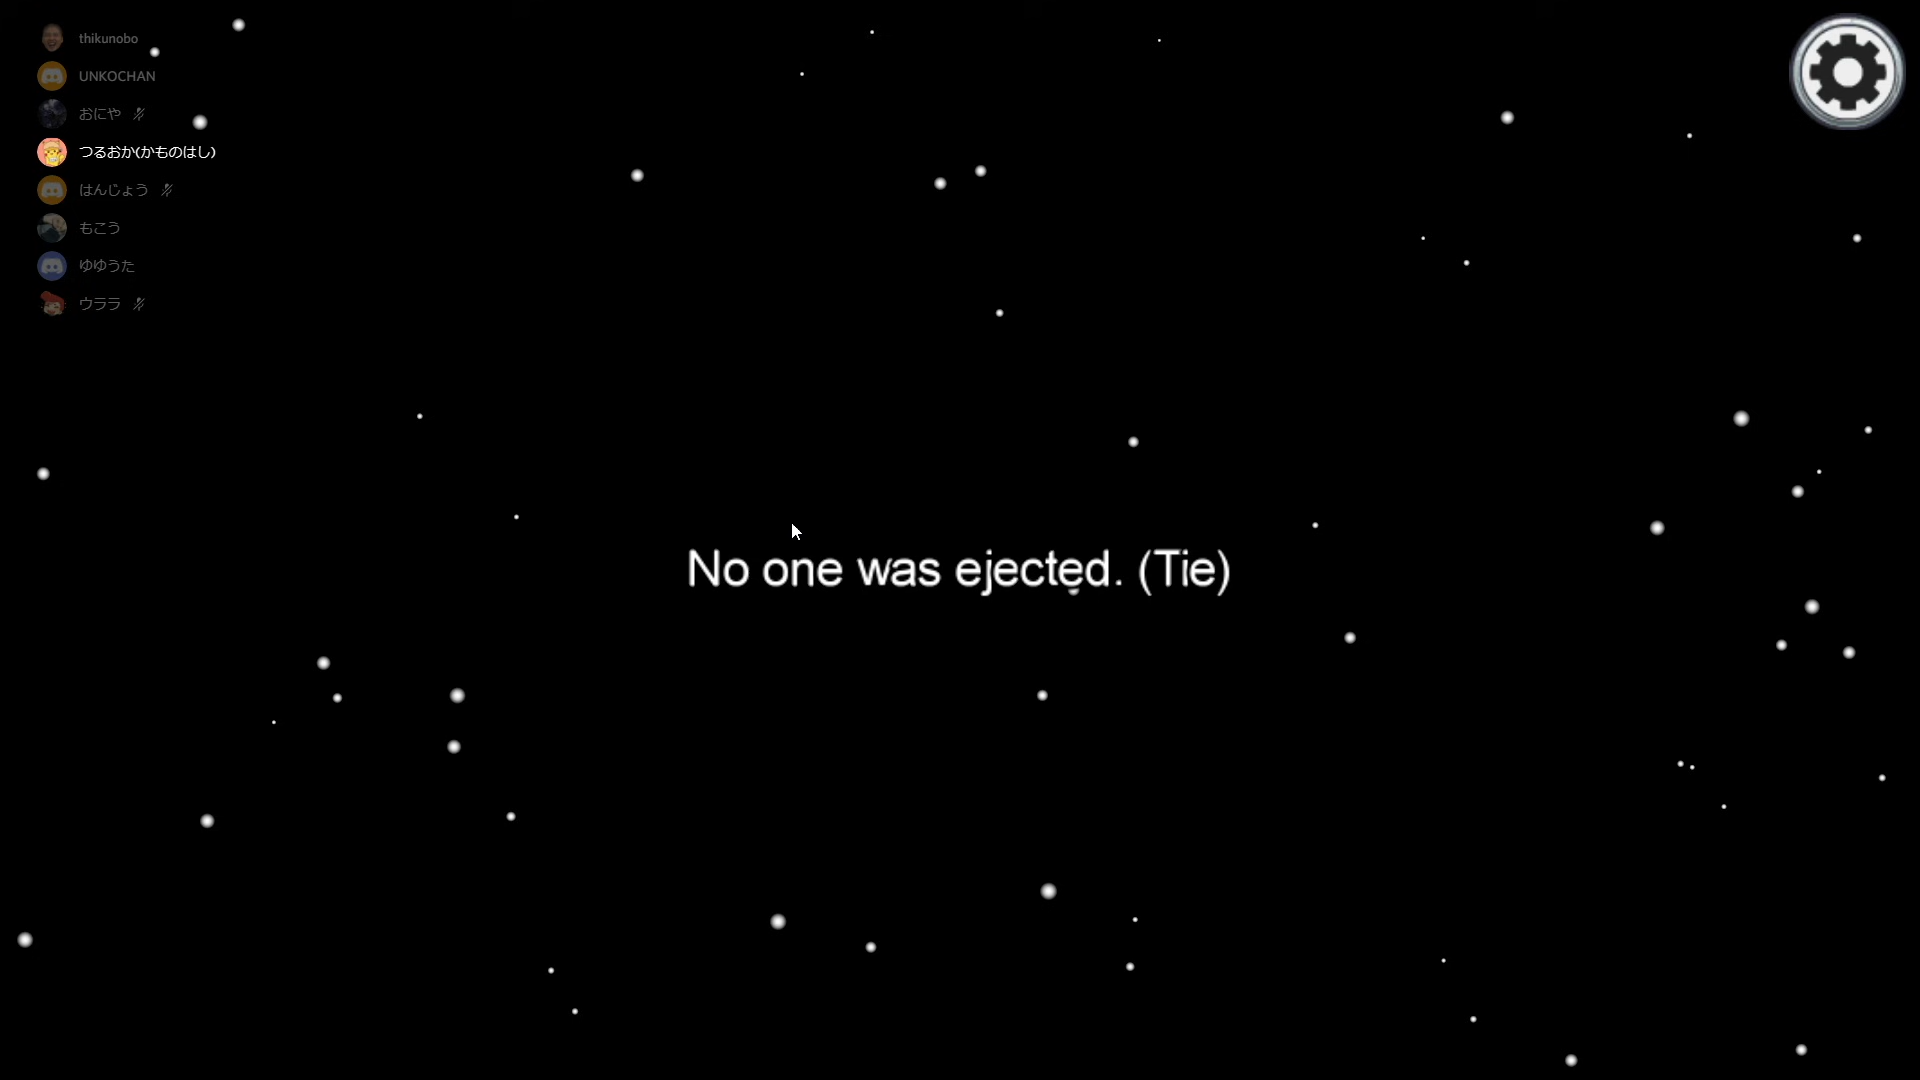 thikunobo
UNKOCHAN
おにや
つるおか(かものはし)
はんじょう
もこう
ゆゆうた
ウララ
No one was ejected. (Tie)